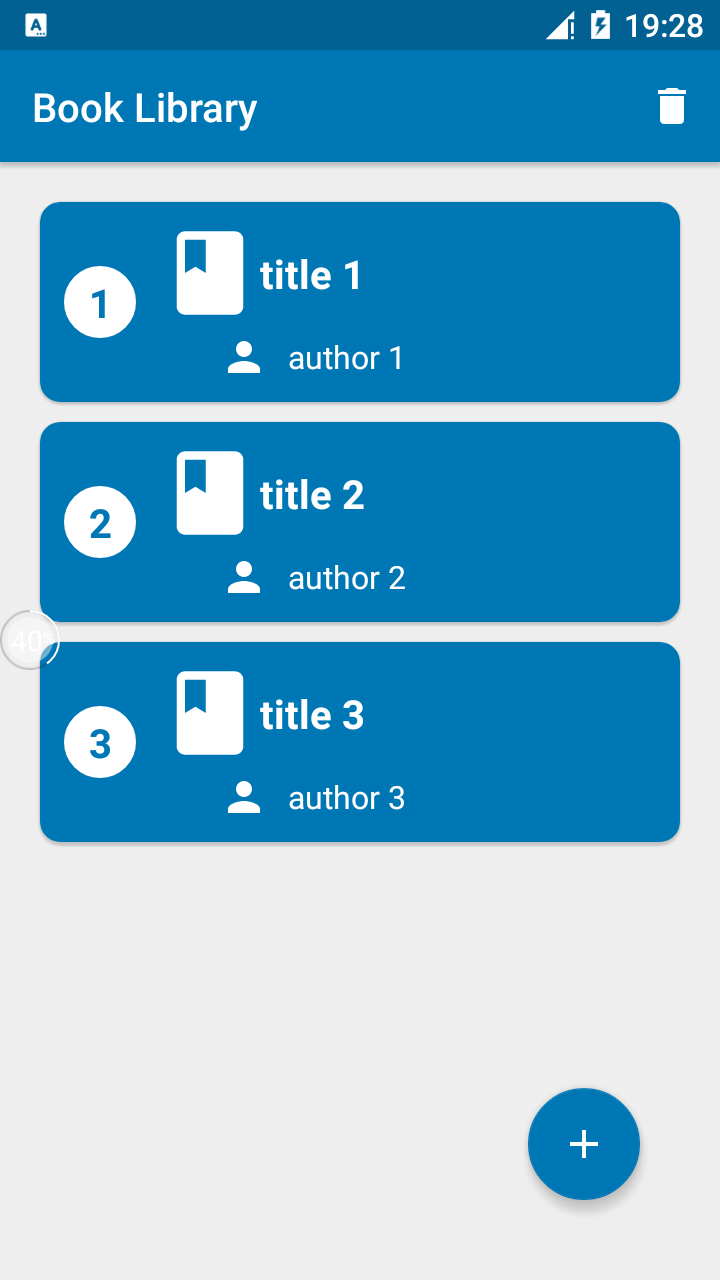 A
19:28
Book Library
1
title 1
author 1
2
title 2
author 2
40%
3
title 3
author 3